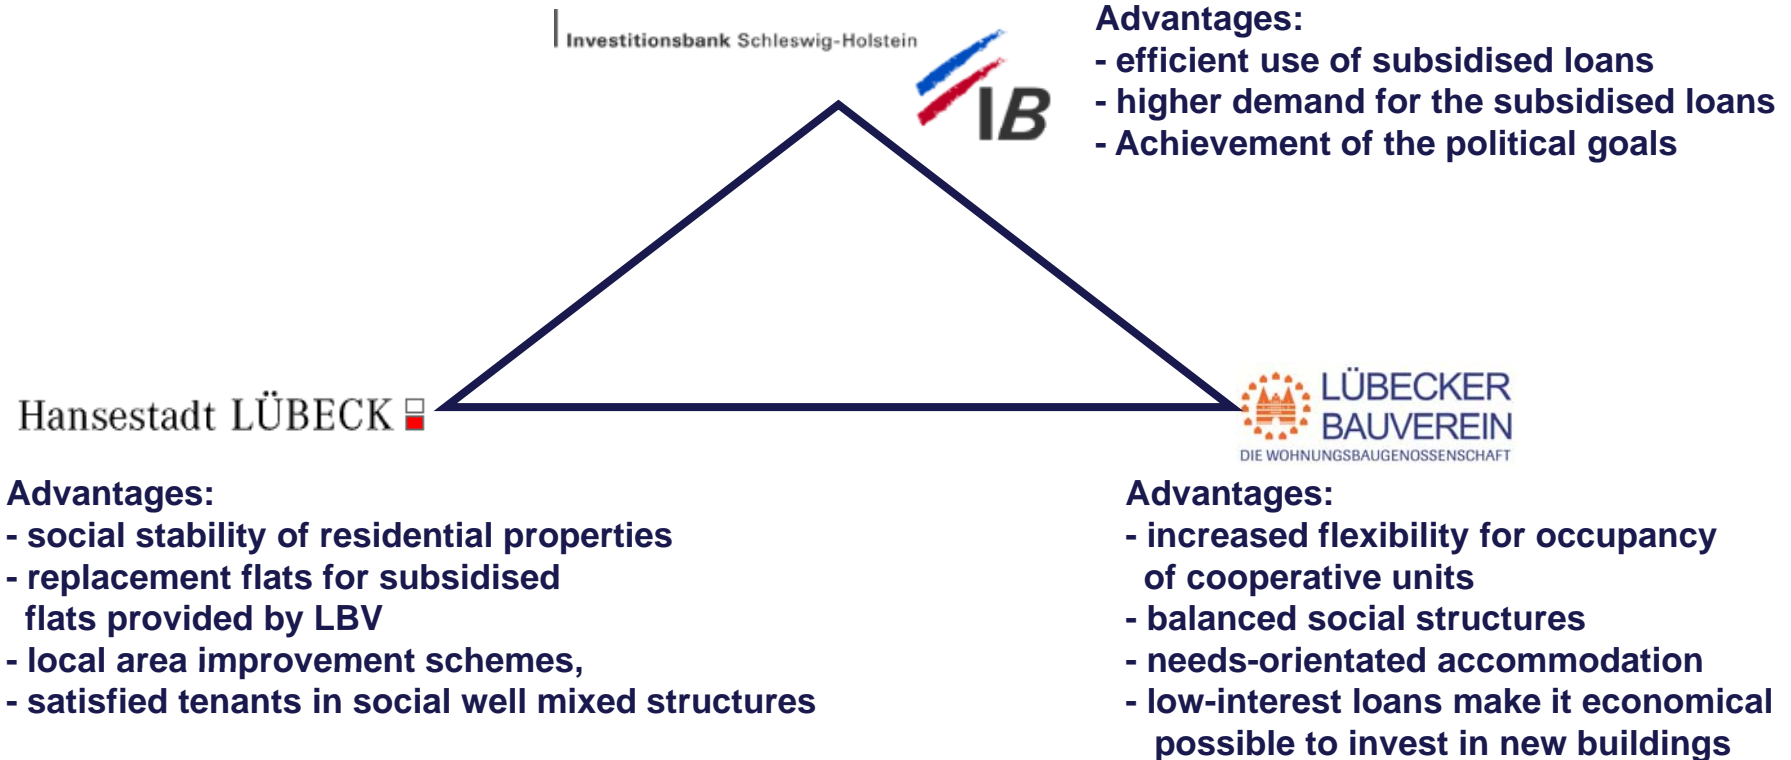 Investitionsbank Schleswig-Holstein
IB
Advantages:
- efficient use of subsidised loans
- higher demand for the subsidised loans
- Achievement of the political goals
Hansestadt LÜBECK
LÜBECKER
BAUVEREIN
DIE WOHNUNGSBAUGENOSSENSCHAFT
Advantages:
- social stability of residential properties
- replacement flats for subsidised
flats provided by LBV
- local area improvement schemes,
- satisfied tenants in social well mixed structures
Advantages:
- increased flexibility for occupancy
of cooperative units
- balanced social structures
- needs-orientated accommodation
- low-interest loans make it economical
possible to invest in new buildings